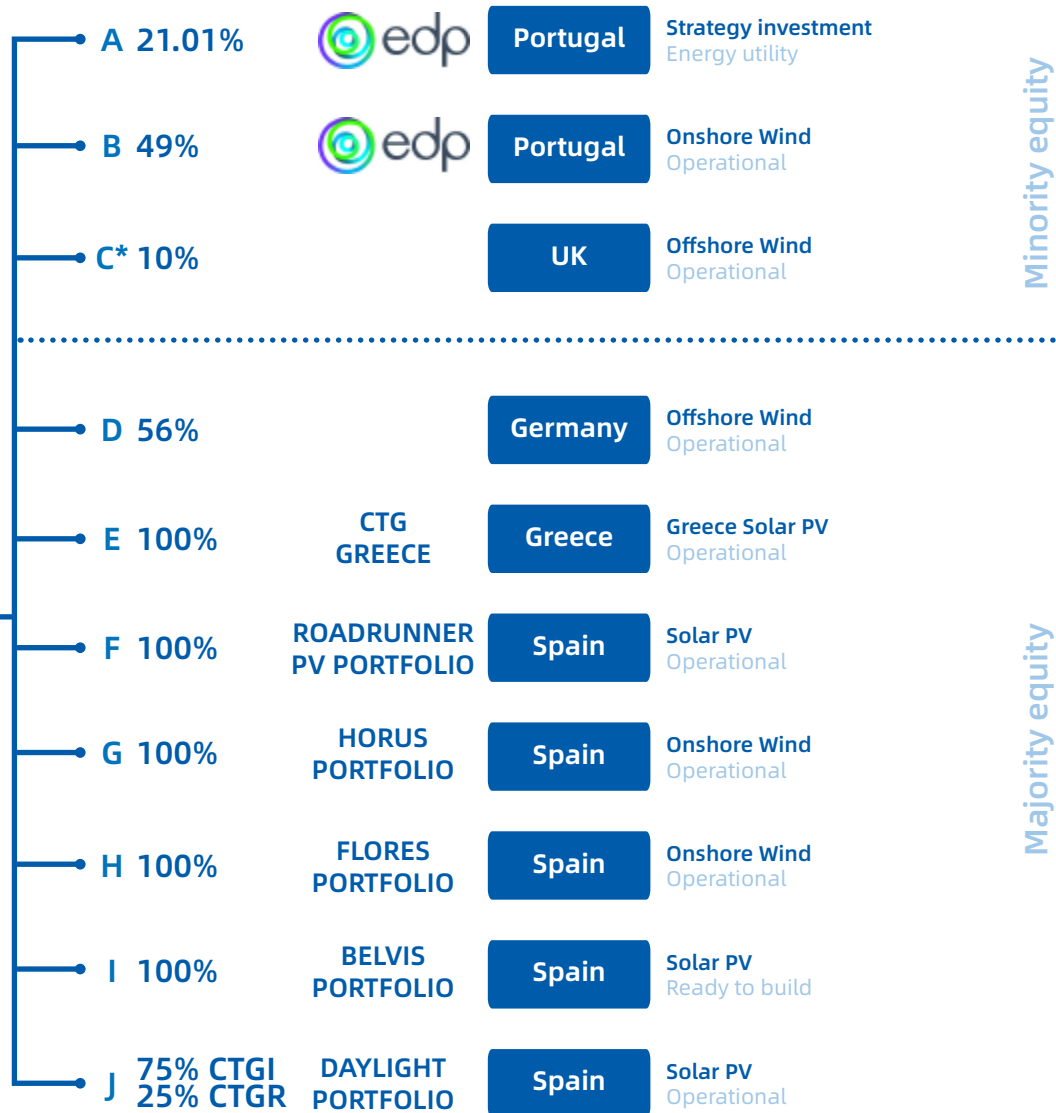 A 21.01%
edp
Portugal
Strategy investment
Energy utility
B 49%
edp
Portugal
Onshore Wind
Operational
C* 10%
UK
Offshore Wind
Operational
Minority equity
D 56%
Germany
Offshore Wind
Operational
E 100%
CTG
GREECE
Greece
Greece Solar PV
Operational
F 100%
ROADRUNNER
PV PORTFOLIO
Spain
Solar PV
Operational
G 100%
HORUS
PORTFOLIO
Spain
Onshore Wind
Operational
H 100%
FLORES
PORTFOLIO
Spain
Onshore Wind
Operational
I 100%
BELVIS
PORTFOLIO
Spain
Solar PV
Ready to build
J
75% CTGI
25% CTGR
DAYLIGHT
PORTFOLIO
Spain
Solar PV
Operational
Majority equity